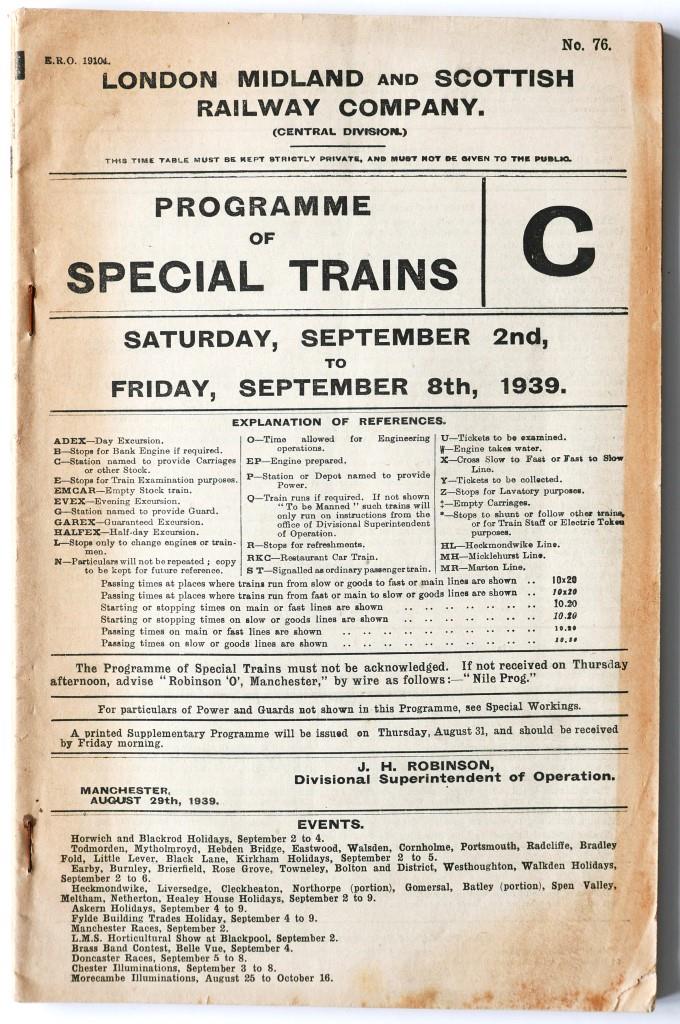 No. 76.
E.R.O. 19104.
LONDON MIDLAND AND SCOTTISH
RAILWAY COMPANY.
(CENTRAL DIVISION.)
THIS TIME TABLE MUST BE KEPT STRICTLY PRIVATE, AND MUST NOT BE GIVEN TO THE PUBLIC.
PROGRAMME
OF
SPECIAL TRAINS
C
SATURDAY, SEPTEMBER 2nd,
TO
FRIDAY, SEPTEMBER 8th, 1939.
EXPLANATION OF REFERENCES.
ADEX—Day Excursion.
B—Stops for Bank Engine if required.
C—Station named to provide Carriages
or other Stock.
E—Stops for Train Examination purposes.
EMCAR—Empty Stock train.
EVEX—Evening Excursion.
G—Station named to provide Guard.
GAREX—Guaranteed Excursion.
HALFEX—Half-day Excursion.
L—Stops only to change engines or train-
men.
N—Particulars will not be repeated; copy
to be kept for future reference.
O—Time allowed for Engineering
operations.
EP—Engine prepared.
P—Station or Depot named to provide
Power.
Q—Train runs if required. If not shown
"To be Manned" such trains will
only run on instructions from the
office of Divisional Superintendent
of Operation.
R—Stops for refreshments.
RKC—Restaurant Car Train.
S T—Signalled as ordinary passenger train.
U—Tickets to be examined.
W—Engine takes water.
X—Cross Slow to Fast or Fast to Slow
Line.
Y—Tickets to be collected.
Z—Stops for Lavatory purposes.
‡—Empty Carriages.
*—Stops to shunt or follow other trains,
or for Train Staff or Electric Token
purposes.
HL—Heckmondwike Line.
MH—Micklehurst Line.
MR—Marton Line.
Passing times at places where trains run from slow or goods to fast or main lines are shown .. 10x20
Passing times at places where trains run from fast or main to slow or goods lines are shown .. 10x20
Starting or stopping times on main or fast lines are shown .. .. .. .. .. .. .. 10.20
Starting or stopping times on slow or goods lines are shown .. .. .. .. .. .. .. 10.20
Passing times on main or fast lines are shown .. .. .. .. .. .. .. .. .. 10.20
Passing times on slow or goods lines are shown .. .. .. .. .. .. .. .. .. 10.20
The Programme of Special Trains must not be acknowledged. If not received on Thursday
afternoon, advise "Robinson 'O', Manchester," by wire as follows:—"Nile Prog."
For particulars of Power and Guards not shown in this Programme, see Special Workings.
A printed Supplementary Programme will be issued on Thursday, August 31, and should be received
by Friday morning.
J. H. ROBINSON,
Divisional Superintendent of Operation.
MANCHESTER,
AUGUST 29th, 1939.
EVENTS.
Horwich and Blackrod Holidays, September 2 to 4.
Todmorden, Mytholmroyd, Hebden Bridge, Eastwood, Walsden, Cornholme, Portsmouth, Radcliffe, Bradley
Fold, Little Lever, Black Lane, Kirkham Holidays, September 2 to 5.
Earby, Burnley, Brierfield, Rose Grove, Towneley, Bolton and District, Westhoughton, Walkden Holidays,
September 2 to 6.
Heckmondwike, Liversedge, Cleckheaton, Northorpe (portion), Gomersal, Batley (portion), Spen Valley,
Meltham, Netherton, Healey House Holidays, September 2 to 9.
Askern Holidays, September 4 to 9.
Fylde Building Trades Holiday, September 4 to 9.
Manchester Races, September 2.
L.M.S. Horticultural Show at Blackpool, September 2.
Brass Band Contest, Belle Vue, September 4.
Doncaster Races, September 5 to 8.
Chester Illuminations, September 3 to 8.
Morecambe Illuminations, August 25 to October 16.